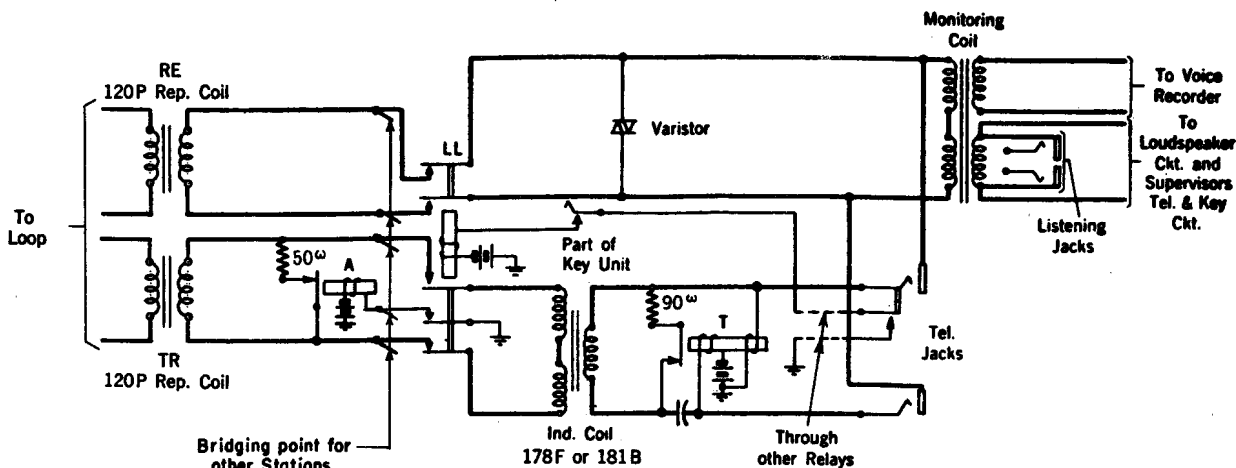 Monitoring
Coil
RE
120P Rep. Coil
To Voice
Recorder
To
Loudspeaker
Ckt. and
Supervisors
Tel. & Key
Ckt.
Varistor
LL
Listening
Jacks
To
Loop
50ω
A
Part of
Key Unit
90ω
T
Tel.
Jacks
TR
120P Rep. Coil
Bridging point for
other Stations
Ind. Coil
178F or 181B
Through
other Relays